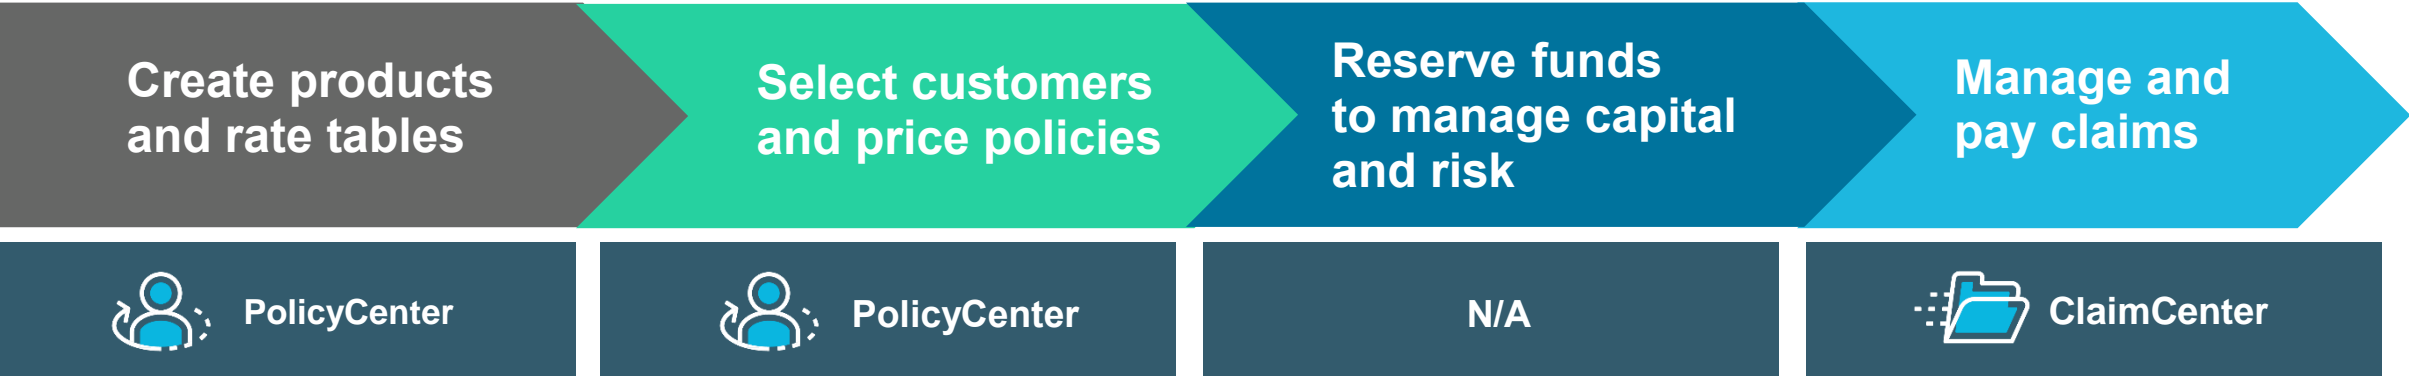 Create products
and rate tables
Select customers
and price policies
Reserve funds
to manage capital
and risk
Manage and
pay claims
PolicyCenter
PolicyCenter
N/A
ClaimCenter